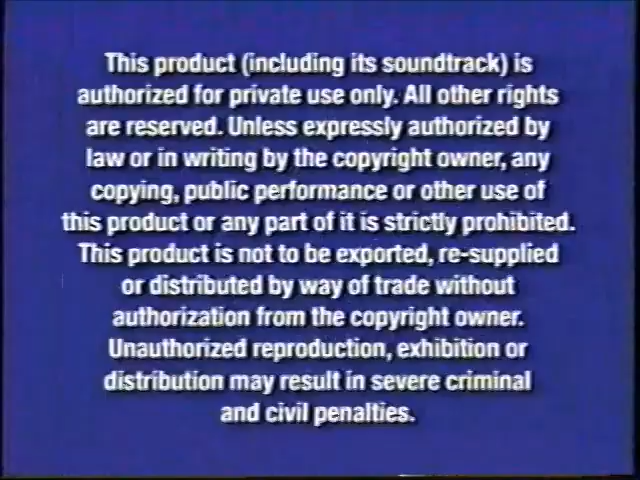 This product (including its soundtrack) is
authorized for private use only. All other rights
are reserved. Unless expressly authorized by
law or in writing by the copyright owner, any
copying, public performance or other use of
this product or any part of it is strictly prohibited.
This product is not to be exported, re-supplied
or distributed by way of trade without
authorization from the copyright owner.
Unauthorized reproduction, exhibition or
distribution may result in severe criminal
and civil penalties.